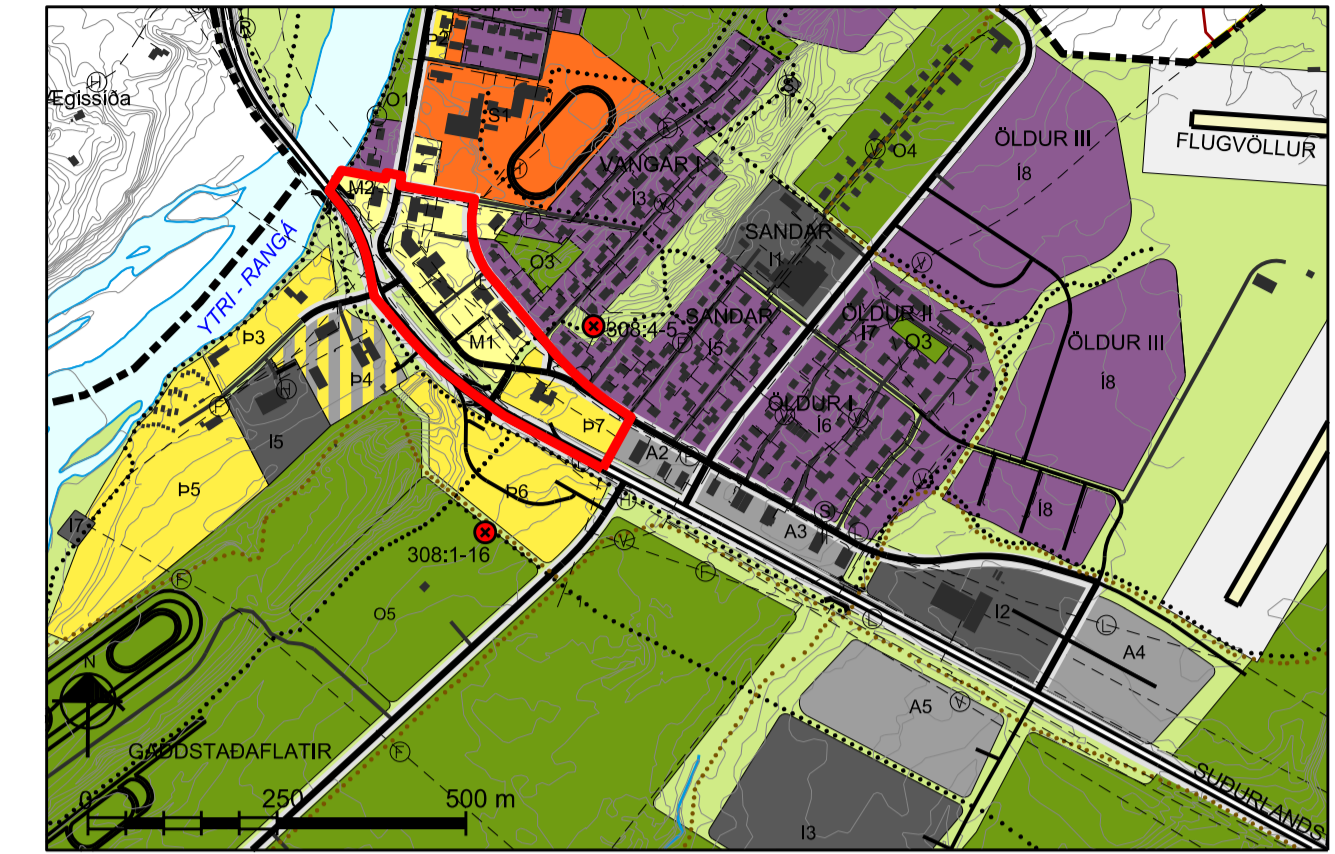 R
H
Ægissíða
O1
S1
O4
ÖLDUR III
Í8
FLUGVÖLLUR
VANGAR I
Í3
M2
SANDAR
I1
YTRI - RANGÁ
O3
308:4-5
SANDAR
Í5
ÖLDUR II
Í7
O3
ÖLDUR III
Í8
Þ3
M1
Þ4
ÖLDUR I
Í6
Þ7
I5
A2
Þ5
Þ6
A3
Í8
I7
308:1-16
O5
I2
A4
N
A5
GADDSTAÐAFLATIR
0
250
500 m
I3
SUÐURLANDS